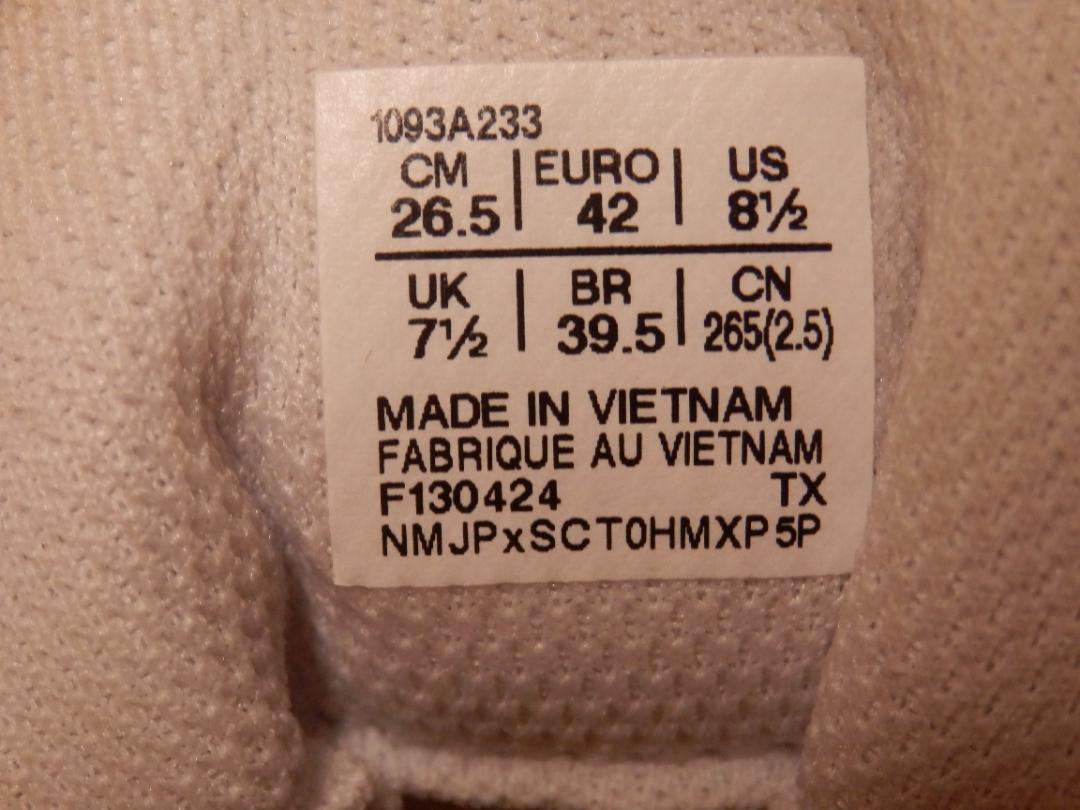 1093A233
CM | EURO | US
26.5 | 42 | 8½
UK | BR | CN
7½ | 39.5 | 265(2.5)
MADE IN VIETNAM
FABRIQUE AU VIETNAM
F130424 TX
NMJPxSCT0HMXP5P